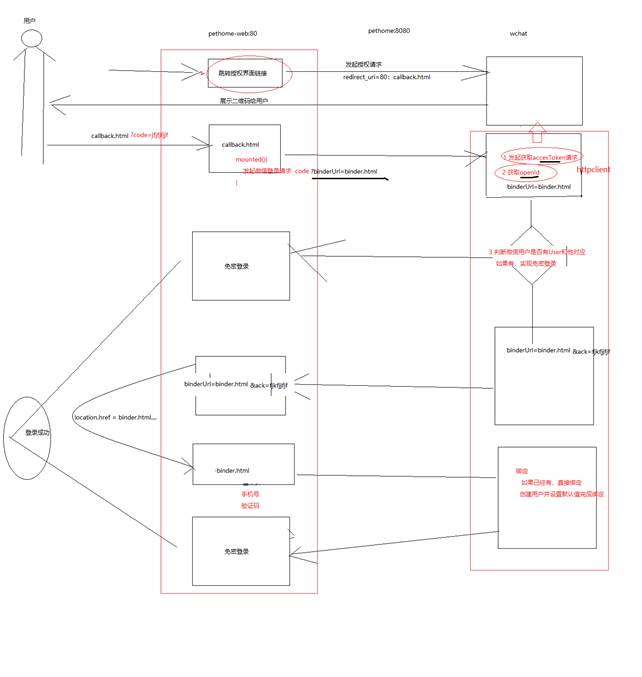 用户
pethome-web:80
pethome:8080
wchat
跳转授权界面链接
发起授权请求
redirect_uri=80：callback.html
展示二维码给用户
callback.html ?code=jfjfjfjjf
callback.html
mounted(){
发起微信登录请求 code ?binderUrl=binder.html
}
1 发起获取accesToken请求
2 获取openId
httpclient
binderUrl=binder.html
3 判断微信用户是否有User和他对应
如果有，实现免密登录
免密登录
binderUrl=binder.html &ack=fjkfjjfjf
binderUrl=binder.html &ack=fjkfjjfjf
location.href = binder.html....
登录成功
binder.html
手机号
验证码
绑定
如果已经有，直接绑定
创建用户并设置默认值完成绑定
免密登录